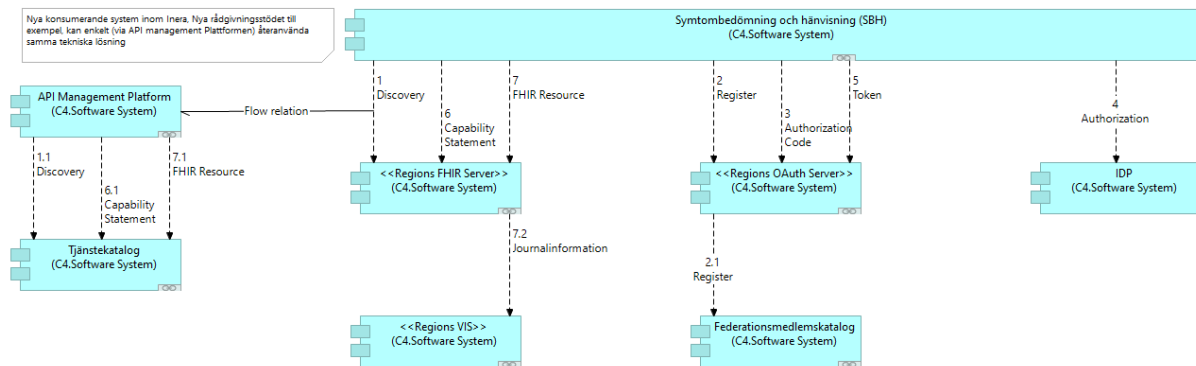 Nya konsumerande system inom Inera, Nya rådgivningsstödet till
exempel, kan enkelt (via API management Plattformen) återanvända
samma tekniska lösning
Symtombedömning och hänvisning (SBH)
(C4.Software System)
1
Discovery
6
Capability
Statement
7
FHIR Resource
2
Register
3
Authorization
Code
5
Token
4
Authorization
API Management Platform
(C4.Software System)
Flow relation
1.1
Discovery
6.1
Capability
Statement
7.1
FHIR Resource
<<Regions FHIR Server>>
(C4.Software System)
<<Regions OAuth Server>>
(C4.Software System)
IDP
(C4.Software System)
Tjänstekatalog
(C4.Software System)
7.2
Journalinformation
2.1
Register
<<Regions VIS>>
(C4.Software System)
Federationsmedlemskatalog
(C4.Software System)